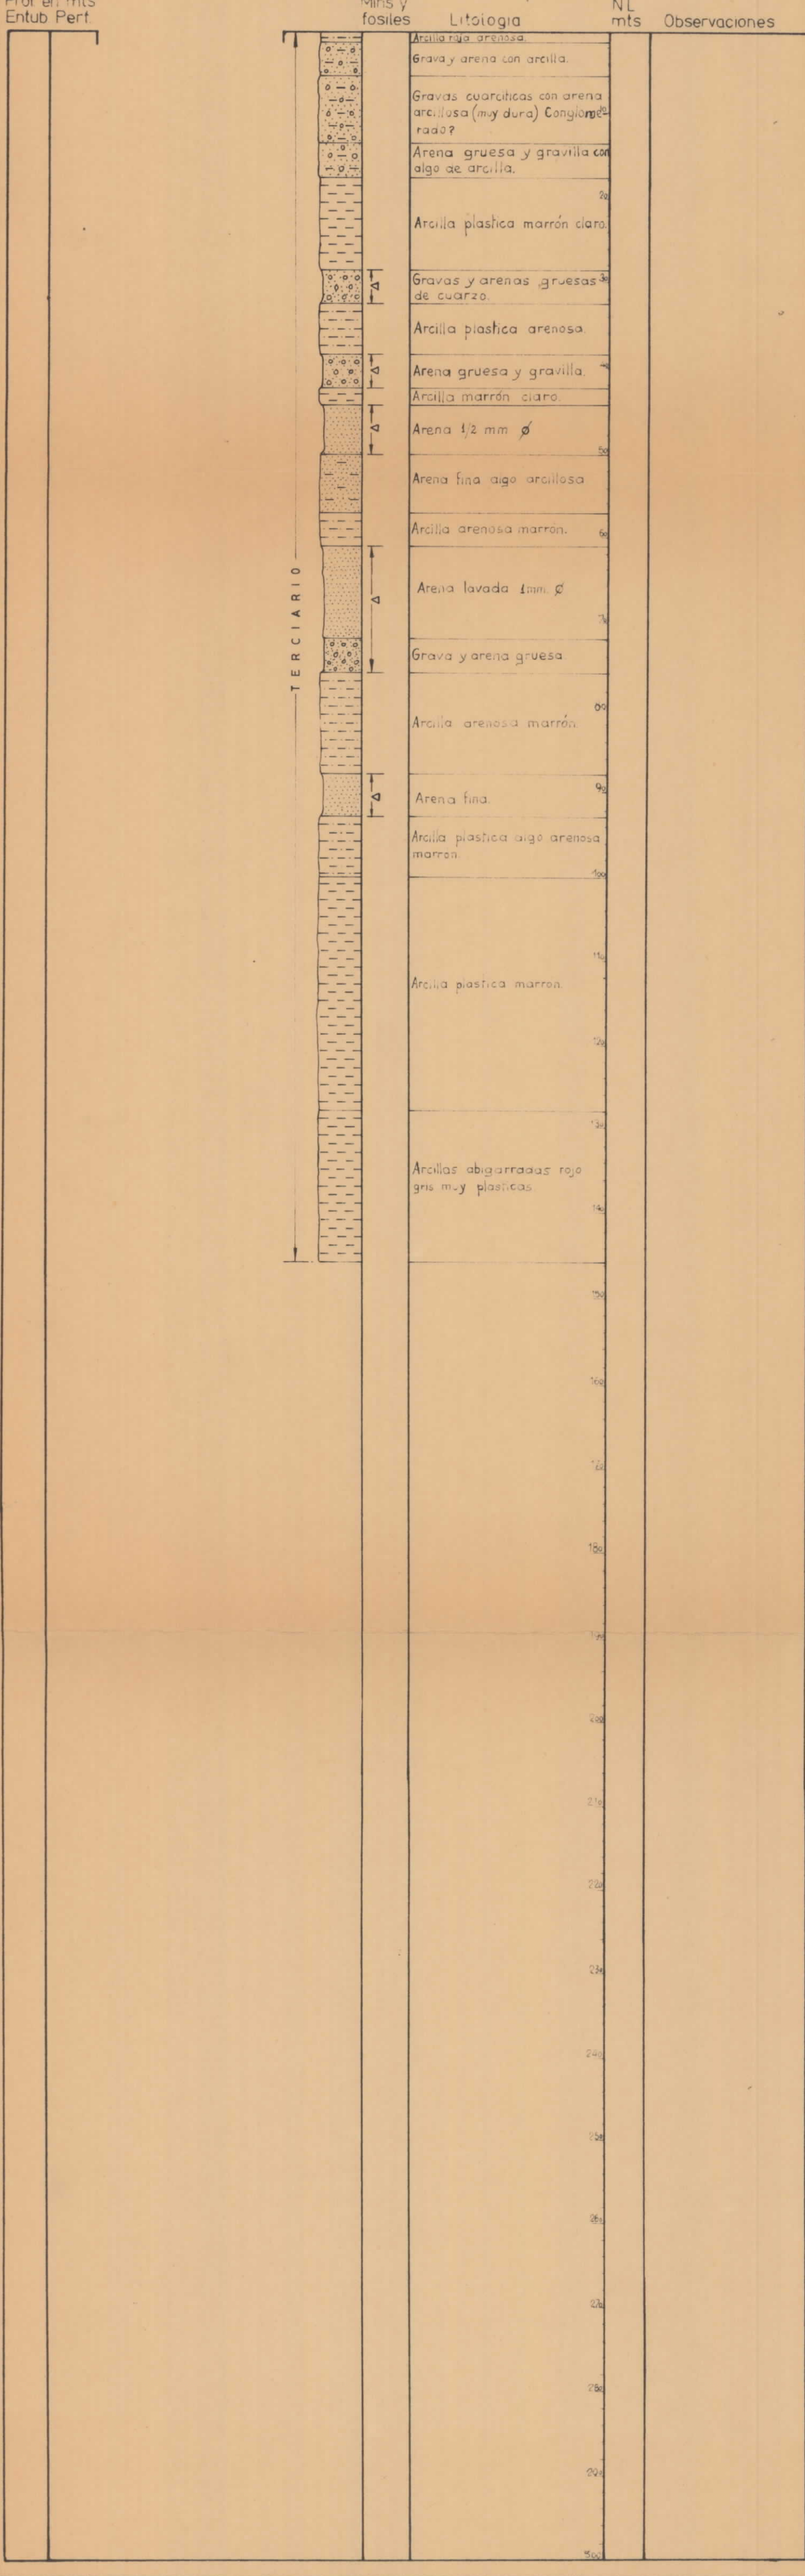 Prof en mts
Entub Perf.
Mins y
fosiles
Litologia
NL
mts
Observaciones
Arcilla roja arenosa.
Grava y arena con arcilla.
Gravas cuarciticas con arena
arcillosa (muy dura) Conglome-
rado?
Arena gruesa y gravilla con
algo de arcilla.
20
Arcilla plastica marrón claro.
Gravas y arenas gruesas 30
de cuarzo.
Arcilla plastica arenosa.
Arena gruesa y gravilla.
Arcilla marrón claro.
Arena 1/2 mm Ø
50
Arena fina algo arcillosa
Arcilla arenosa marrón. 60
TERCIARIO
Arena lavada 1mm. Ø
70
Grava y arena gruesa.
80
Arcilla arenosa marrón.
90
Arena fina.
Arcilla plastica algo arenosa
marron.
100
110
Arcilla plastica marron
120
130
Arcillas abigarradas rojo
gris muy plasticas
140
150
160
170
180
190
200
210
220
230
240
250
260
270
280
290
300